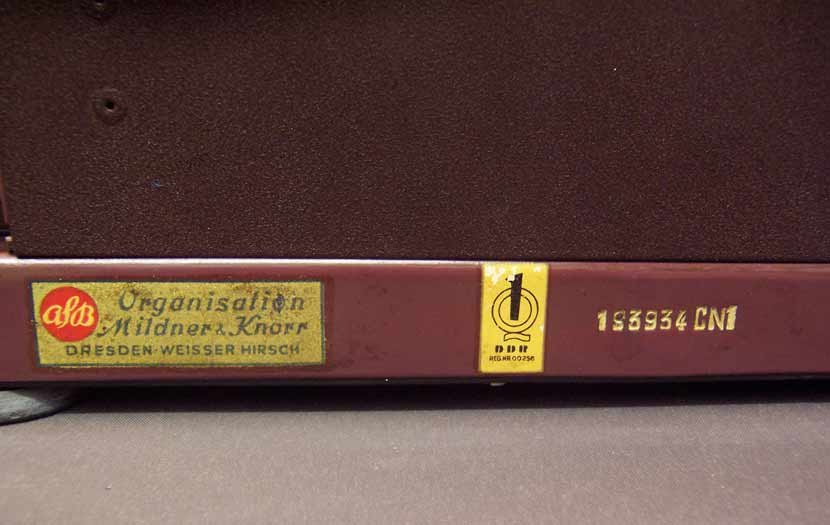 afB
Organisation
Mildner & Knorr
DRESDEN-WEISSER HIRSCH
1
Q
DDR
REG.NR.00256
193934 CN1